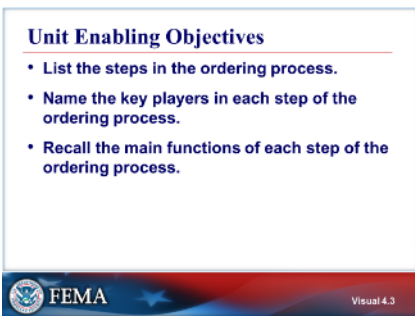 Unit Enabling Objectives
• List the steps in the ordering process.
• Name the key players in each step of the
ordering process.
• Recall the main functions of each step of the
ordering process.
FEMA
Visual 4.3